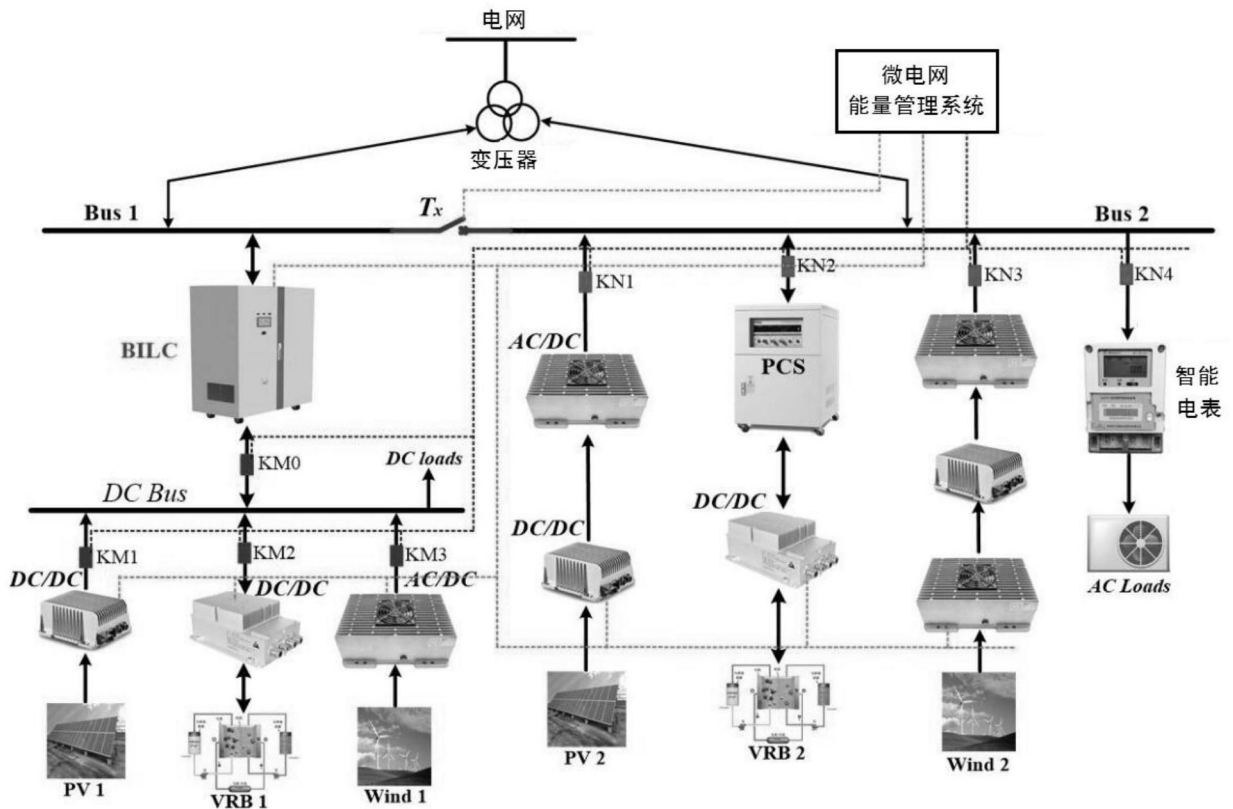 电网
微电网
能量管理系统
变压器
Bus 1
Tx
Bus 2
KN1
KN2
KN3
KN4
BILC
AC/DC
PCS
智能
电表
KM0
DC loads
DC Bus
DC/DC
DC/DC
KM1
KM2
KM3
DC/DC
DC/DC
AC/DC
AC Loads
PV 1
VRB 1
Wind 1
PV 2
VRB 2
Wind 2